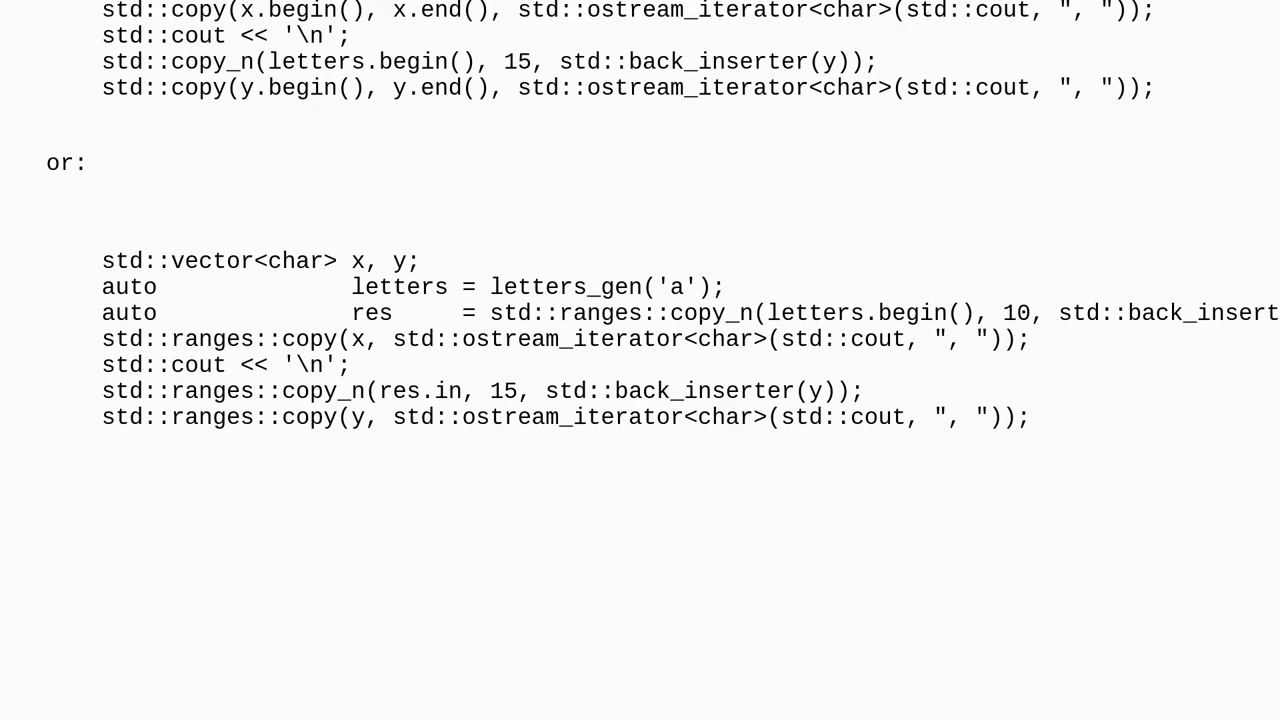 std::copy(x.begin(), x.end(), std::ostream_iterator<char>(std::cout, ", "));
std::cout << '\n';
std::copy_n(letters.begin(), 15, std::back_inserter(y));
std::copy(y.begin(), y.end(), std::ostream_iterator<char>(std::cout, ", "));
or:
std::vector<char> x, y;
auto              letters = letters_gen('a');
auto              res     = std::ranges::copy_n(letters.begin(), 10, std::back_insert
std::ranges::copy(x, std::ostream_iterator<char>(std::cout, ", "));
std::cout << '\n';
std::ranges::copy_n(res.in, 15, std::back_inserter(y));
std::ranges::copy(y, std::ostream_iterator<char>(std::cout, ", "));